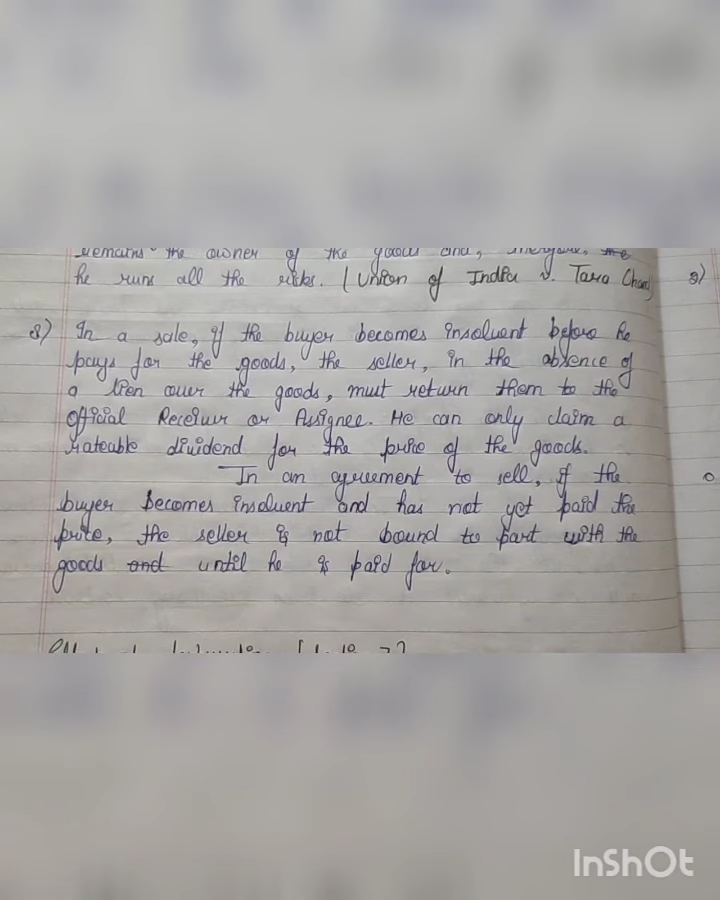 remains the owner of the goods and, therefore, the
he runs all the risks. (Union of India v. Tara Chand)
9)
8) In a sale, if the buyer becomes insolvent before he
pays for the goods, the seller, in the absence of
a lien over the goods, must return them to the
official Receiver or Assignee. He can only claim a
rateable dividend for the price of the goods.
In an agreement to sell, if the
buyer becomes insolvent and has not yet paid the
price, the seller is not bound to part with the
goods and until he is paid for.
InShOt